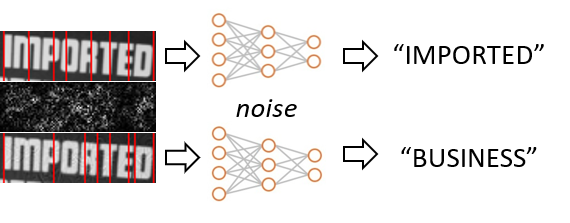 IMPORTED “IMPORTED”
noise
IMPORTED “BUSINESS”